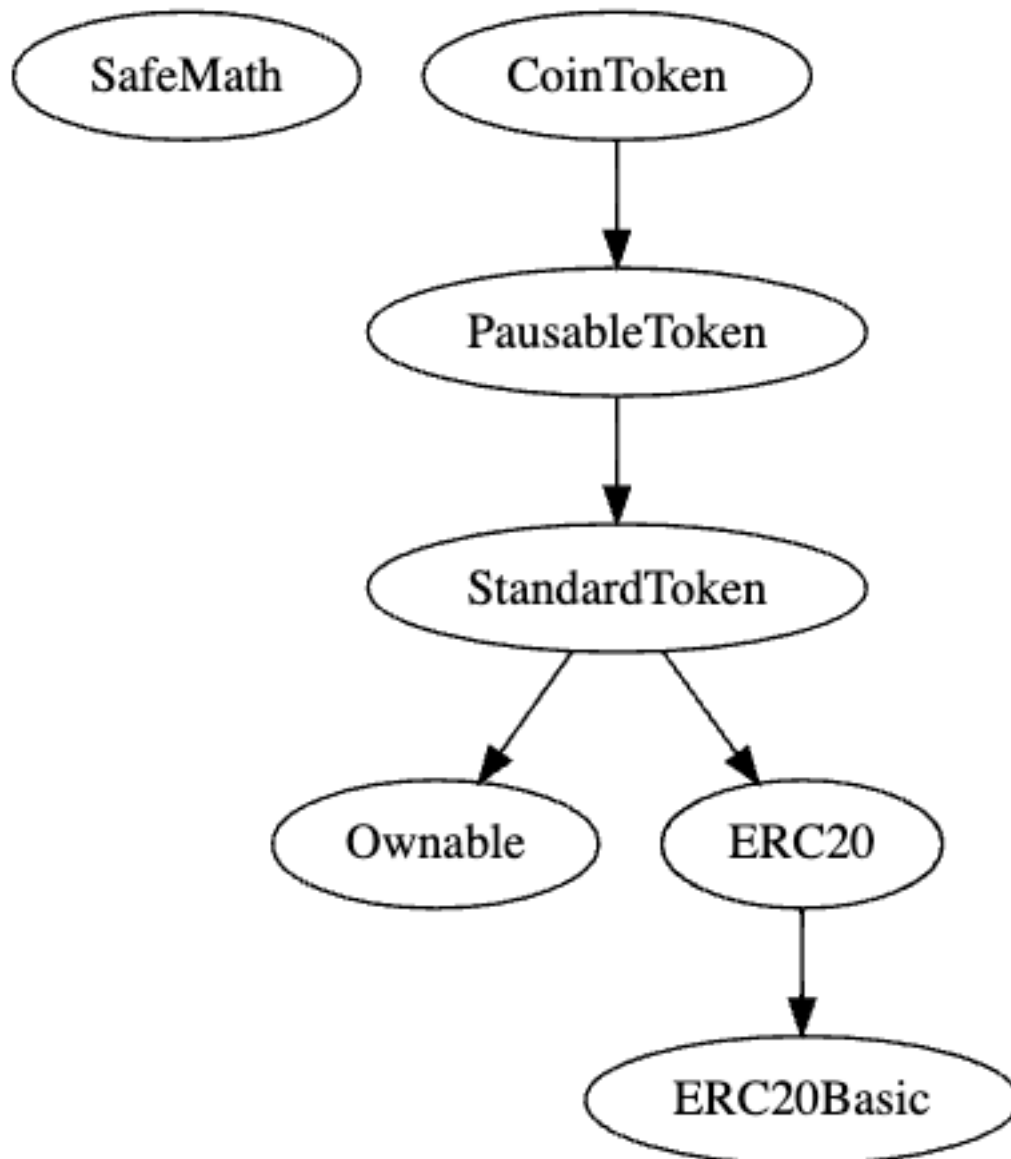 SafeMath
CoinToken
PausableToken
StandardToken
Ownable
ERC20
ERC20Basic